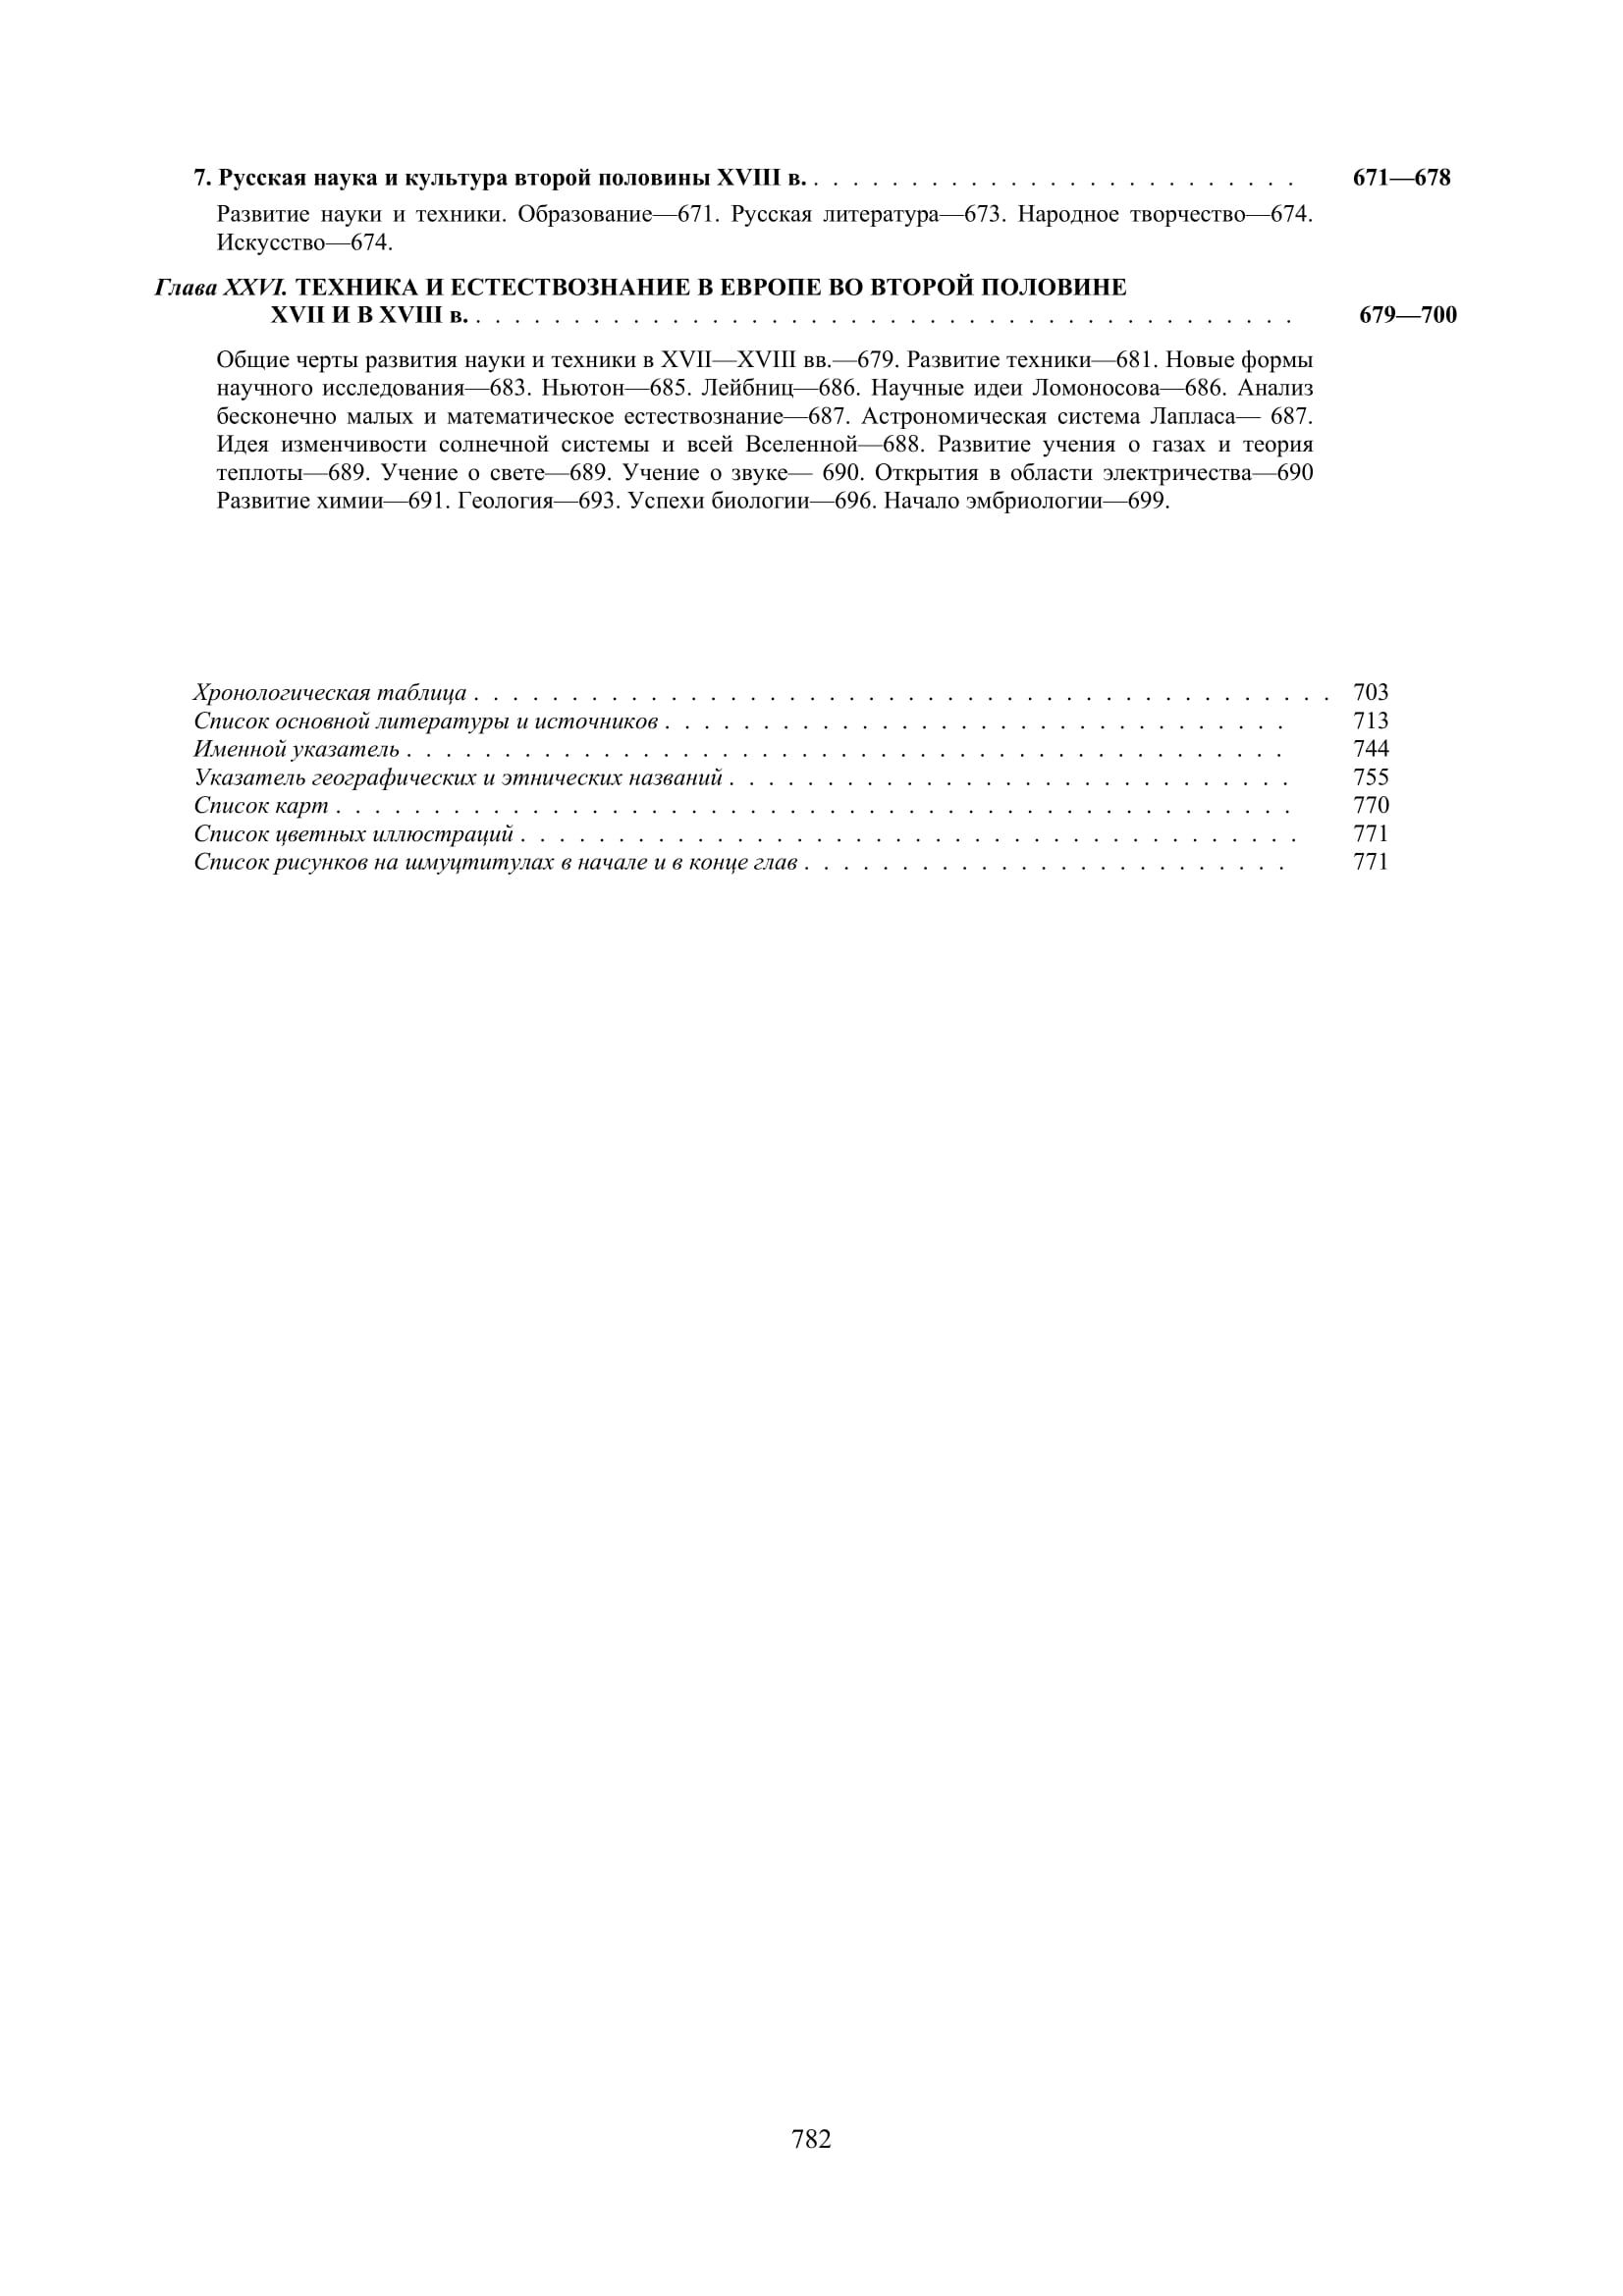 7. Русская наука и культура второй половины XVIII в. . . . . . . . . . . . . . . . . . . . . . . . . . 671—678
Развитие науки и техники. Образование—671. Русская литература—673. Народное творчество—674.
Искусство—674.
Глава XXVI. ТЕХНИКА И ЕСТЕСТВОЗНАНИЕ В ЕВРОПЕ ВО ВТОРОЙ ПОЛОВИНЕ
XVII И В XVIII в. . . . . . . . . . . . . . . . . . . . . . . . . . . . . . . . . . . . . . . . . . . 679—700
Общие черты развития науки и техники в XVII—XVIII вв.—679. Развитие техники—681. Новые формы
научного исследования—683. Ньютон—685. Лейбниц—686. Научные идеи Ломоносова—686. Анализ
бесконечно малых и математическое естествознание—687. Астрономическая система Лапласа— 687.
Идея изменчивости солнечной системы и всей Вселенной—688. Развитие учения о газах и теория
теплоты—689. Учение о свете—689. Учение о звуке— 690. Открытия в области электричества—690
Развитие химии—691. Геология—693. Успехи биологии—696. Начало эмбриологии—699.
Хронологическая таблица . . . . . . . . . . . . . . . . . . . . . . . . . . . . . . . . . . . . . . . . . . . . 703
Список основной литературы и источников . . . . . . . . . . . . . . . . . . . . . . . . . . . . . . . . 713
Именной указатель . . . . . . . . . . . . . . . . . . . . . . . . . . . . . . . . . . . . . . . . . . . . . 744
Указатель географических и этнических названий . . . . . . . . . . . . . . . . . . . . . . . . . . . . . 755
Список карт . . . . . . . . . . . . . . . . . . . . . . . . . . . . . . . . . . . . . . . . . . . . . . . . . 770
Список цветных иллюстраций . . . . . . . . . . . . . . . . . . . . . . . . . . . . . . . . . . . . . . . . 771
Список рисунков на шмуцтитулах в начале и в конце глав . . . . . . . . . . . . . . . . . . . . . . . . . 771
782